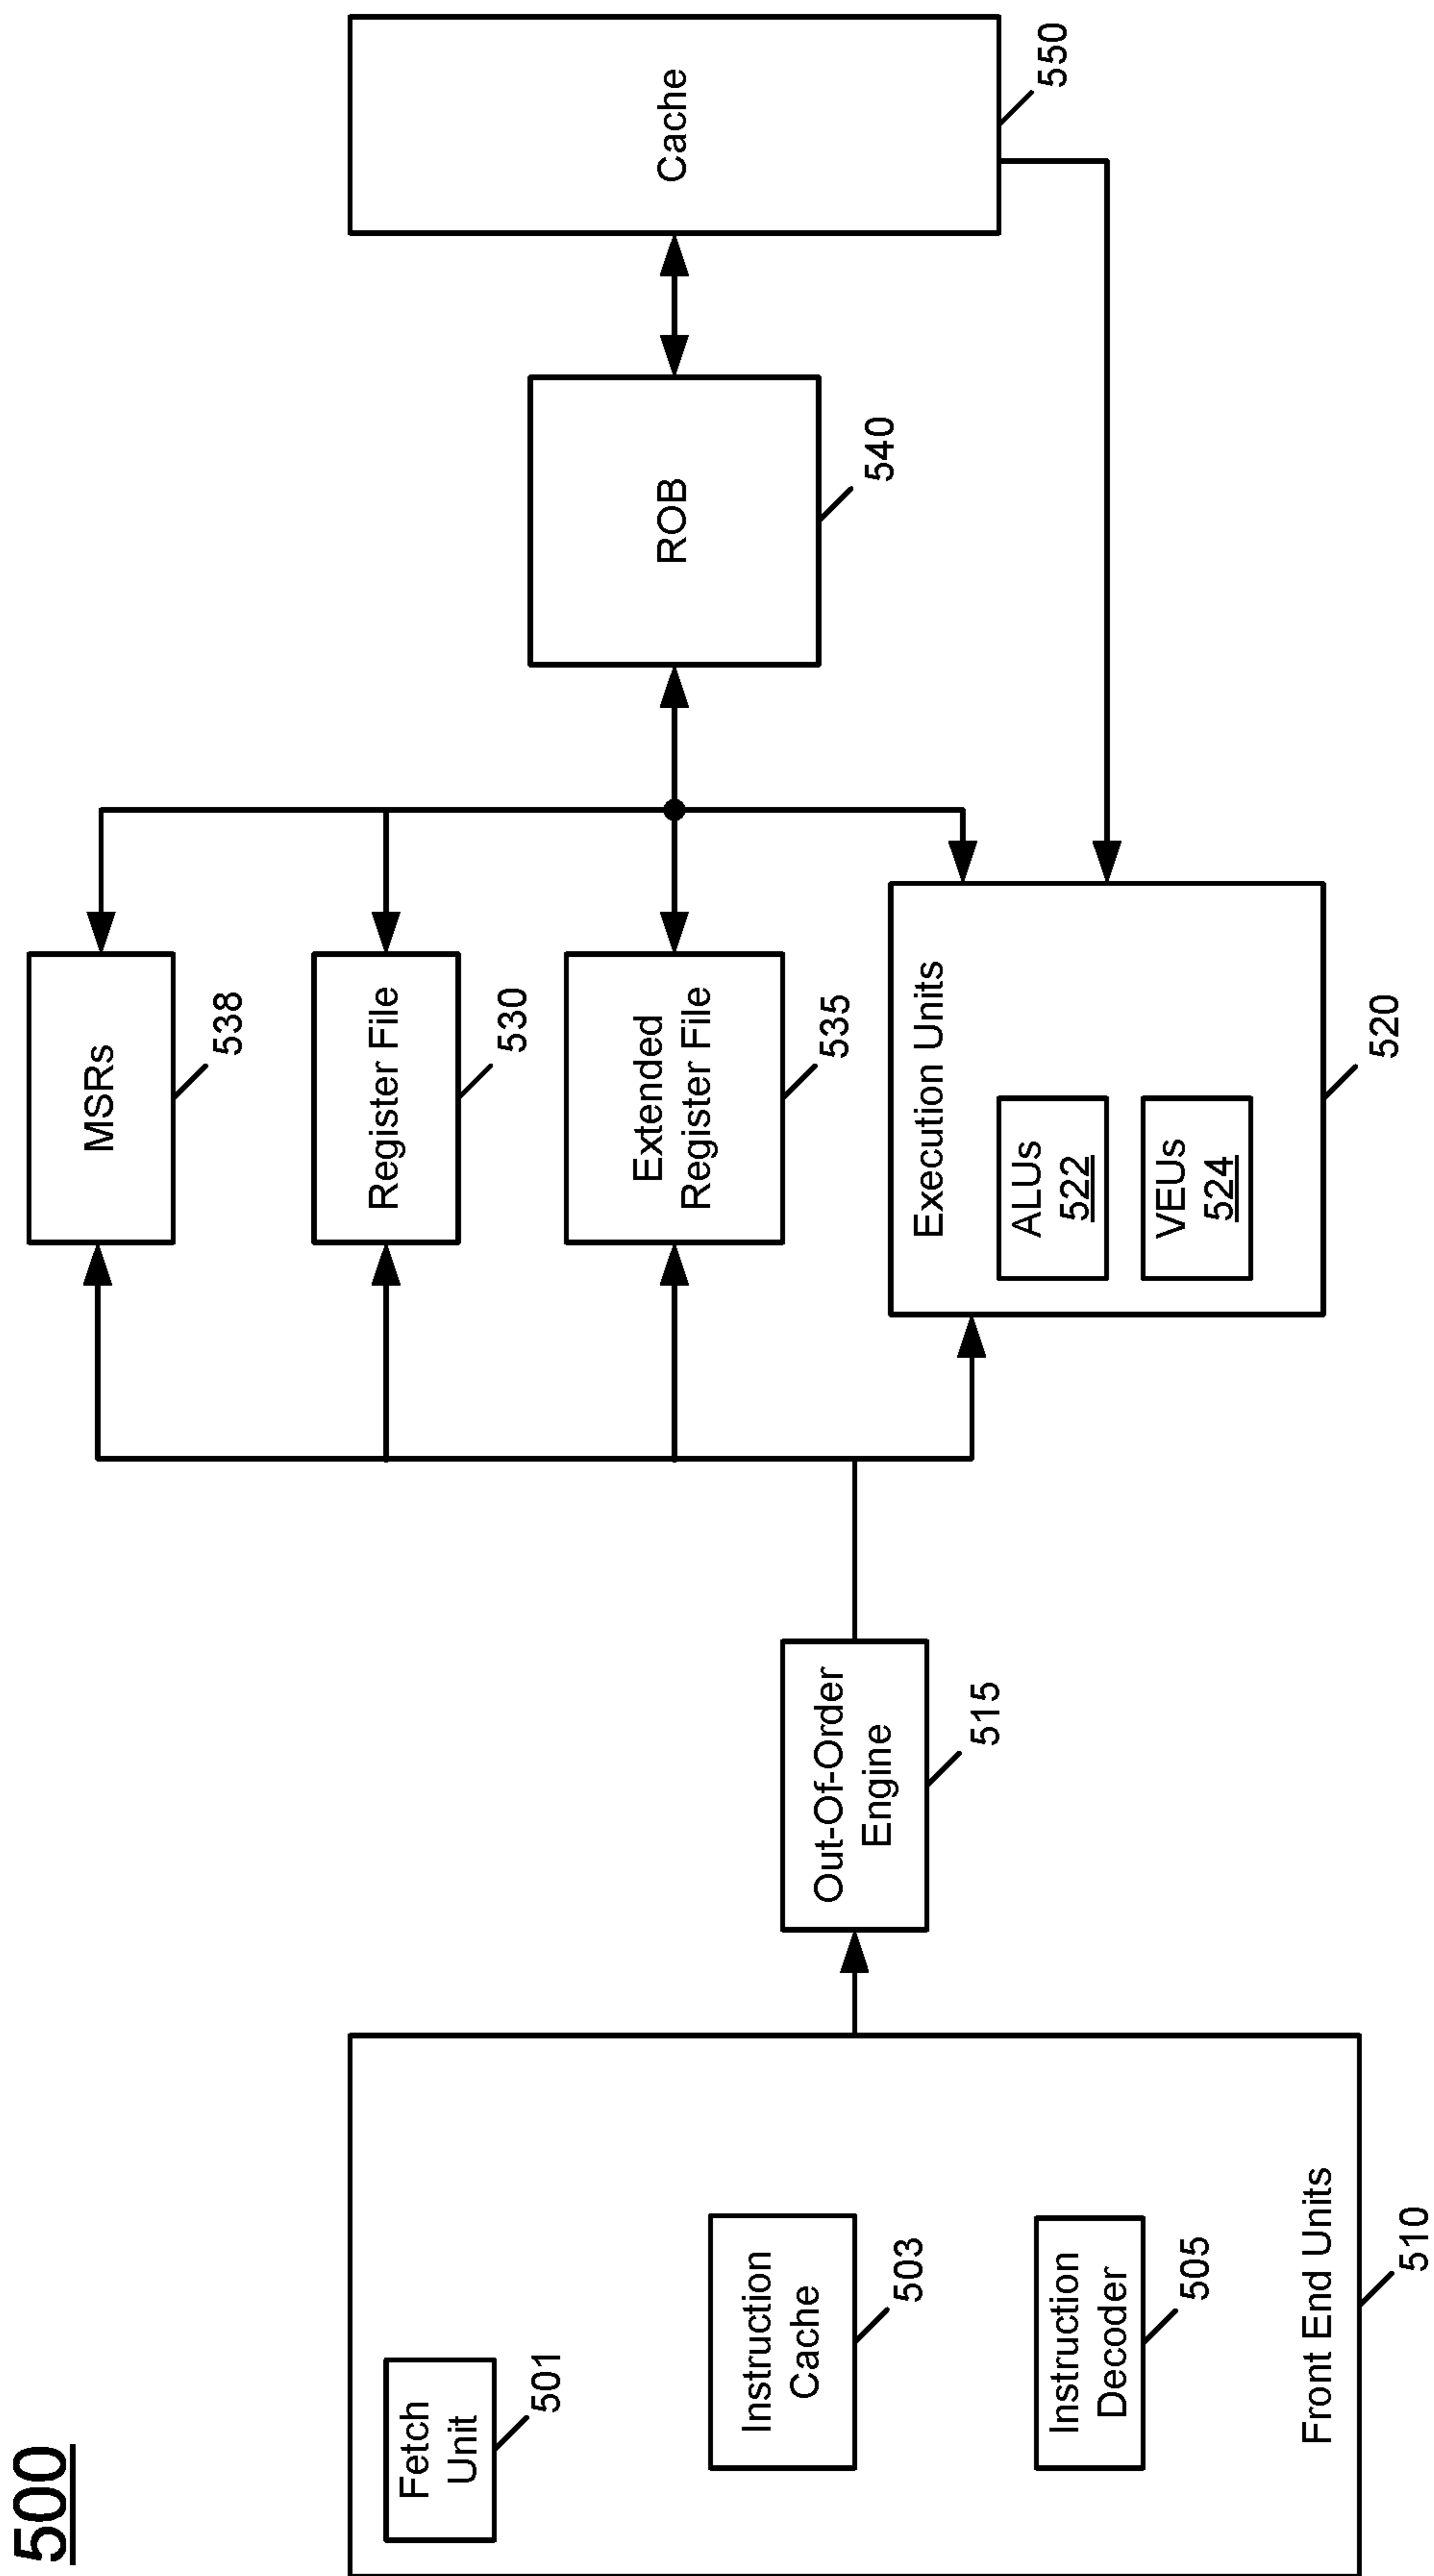 500
Fetch
Unit
501
Instruction
Cache
503
Instruction
Decoder
505
Front End Units
510
Out-Of-Order
Engine
515
MSRs
538
Register File
530
Extended
Register File
535
Execution Units
ALUs
522
VEUs
524
520
ROB
540
Cache
550